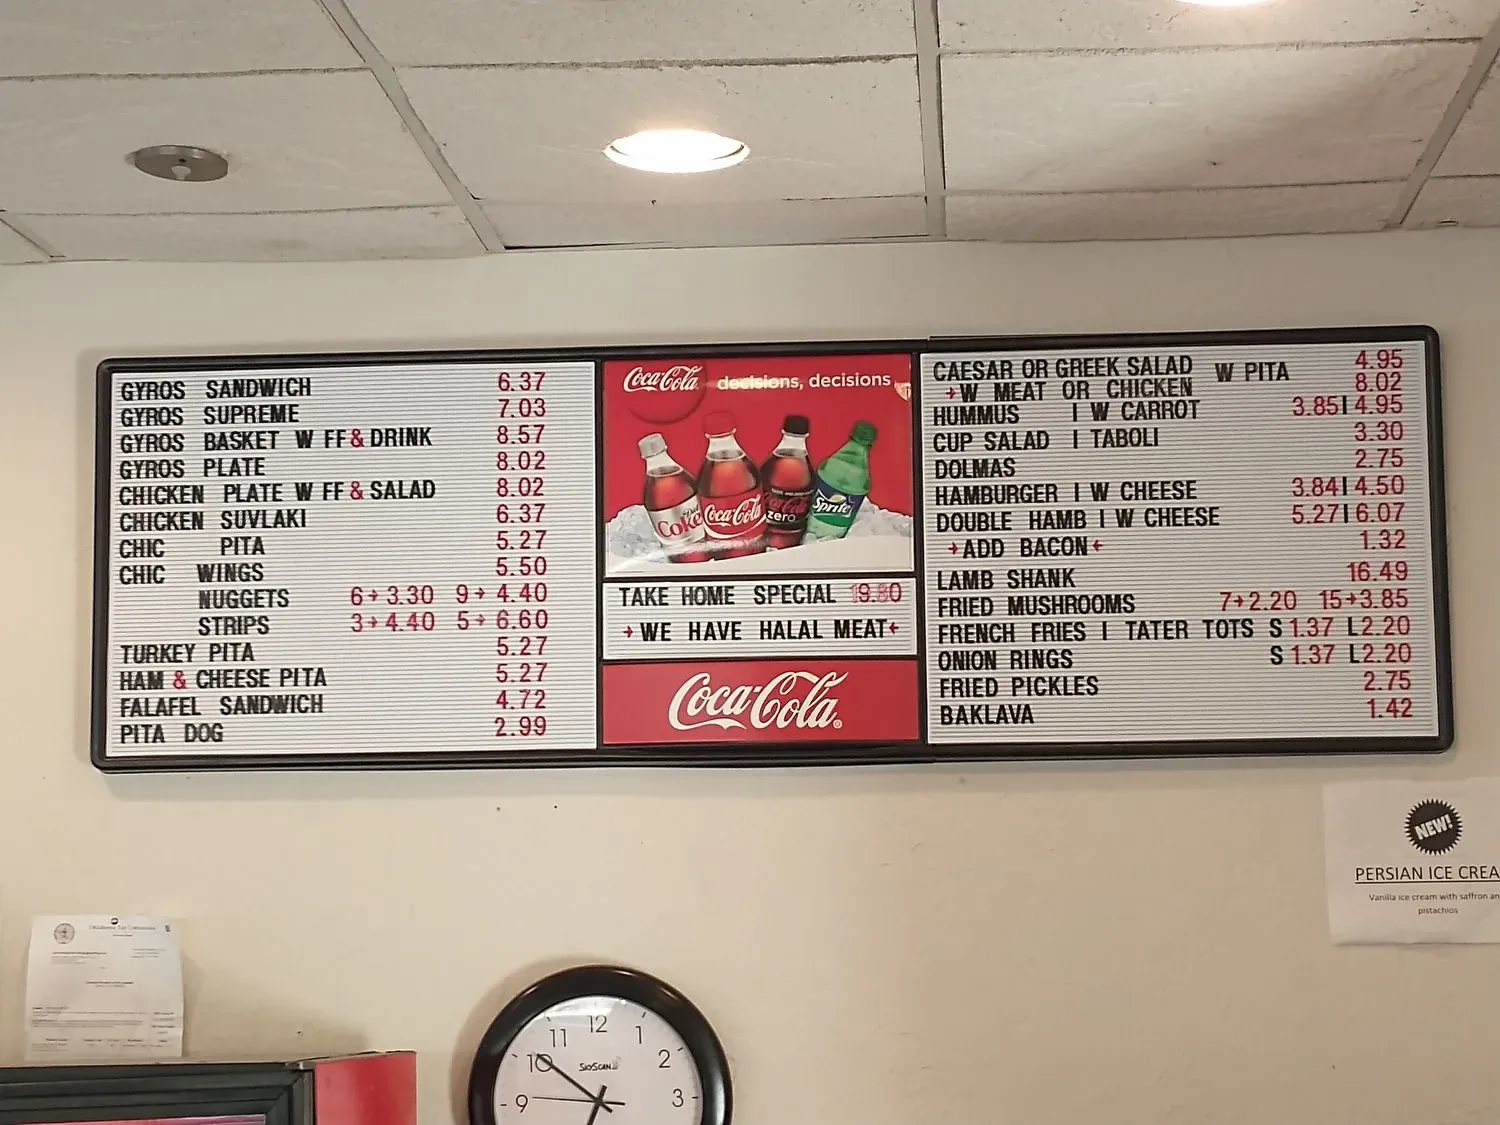 GYROS SANDWICH 6.37
GYROS SUPREME 7.03
GYROS BASKET W FF & DRINK 8.57
GYROS PLATE 8.02
CHICKEN PLATE W FF & SALAD 8.02
CHICKEN SUVLAKI 6.37
CHIC PITA 5.27
CHIC WINGS 5.50
NUGGETS 6→3.30 9→4.40
STRIPS 3→4.40 5→6.60
TURKEY PITA 5.27
HAM & CHEESE PITA 5.27
FALAFEL SANDWICH 4.72
PITA DOG 2.99
Coca-Cola decisions, decisions
Diet Coke Coca-Cola Coca-Cola zero Sprite
TAKE HOME SPECIAL
→WE HAVE HALAL MEAT←
Coca-Cola®
CAESAR OR GREEK SALAD W PITA 4.95
→W MEAT OR CHICKEN 8.02
HUMMUS I W CARROT 3.85 I 4.95
CUP SALAD I TABOLI 3.30
DOLMAS 2.75
HAMBURGER I W CHEESE 3.84 I 4.50
DOUBLE HAMB I W CHEESE 5.27 I 6.07
→ADD BACON← 1.32
LAMB SHANK 16.49
FRIED MUSHROOMS 7→2.20 15→3.85
FRENCH FRIES I TATER TOTS S 1.37 L 2.20
ONION RINGS S 1.37 L 2.20
FRIED PICKLES 2.75
BAKLAVA 1.42
NEW!
PERSIAN ICE CREA
Vanilla ice cream with saffron an
pistachios
Oklahoma Tax Commission
11 12 1
10 2
9 3